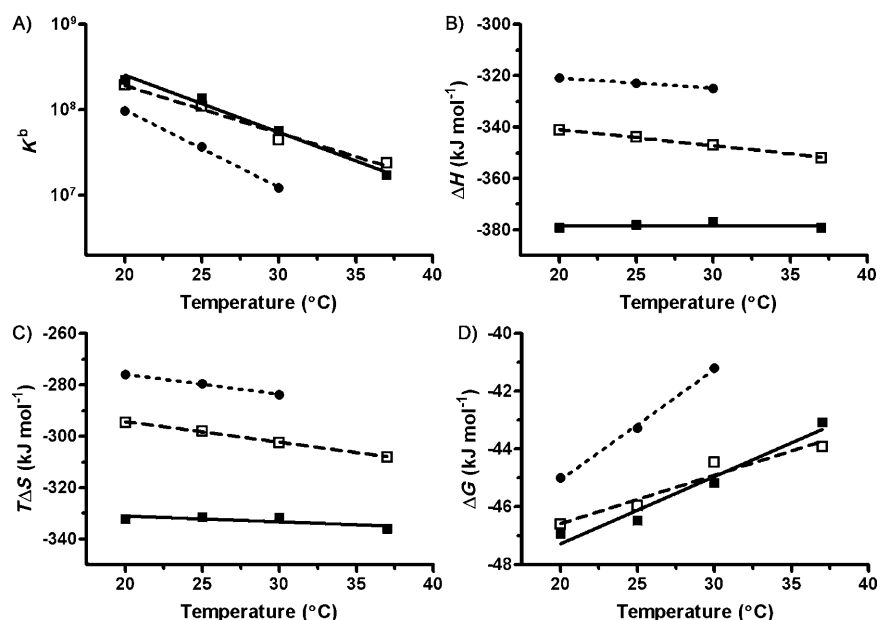 A)
10⁹
10⁸
10⁷
Kᵇ
20 25 30 35 40
Temperature (°C)
B)
-300
-320
-340
-360
-380
ΔH (kJ mol⁻¹)
20 25 30 35 40
Temperature (°C)
C)
-260
-280
-300
-330
-340
TΔS (kJ mol⁻¹)
20 25 30 35 40
Temperature (°C)
D)
-40
-42
-44
-46
-48
ΔG (kJ mol⁻¹)
20 25 30 35 40
Temperature (°C)